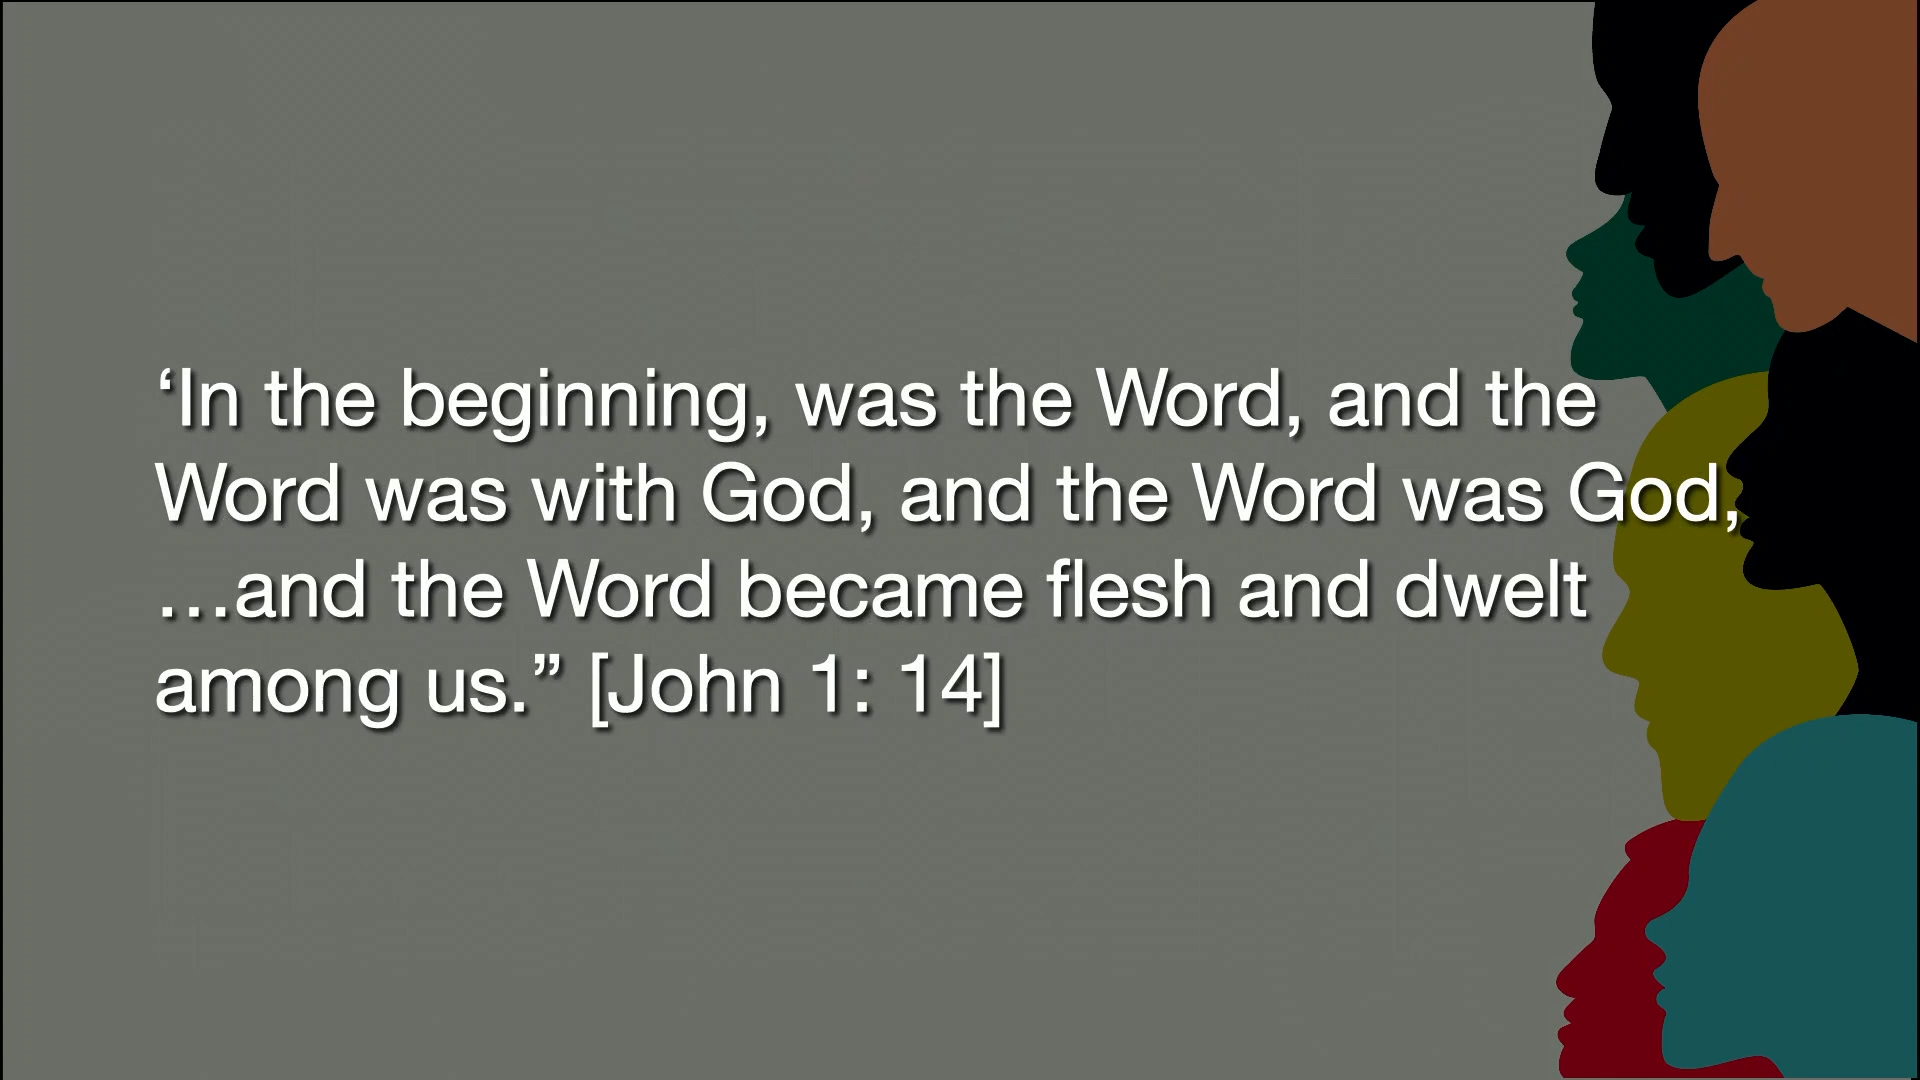 ‘In the beginning, was the Word, and the
Word was with God, and the Word was God,
…and the Word became flesh and dwelt
among us.” [John 1: 14]